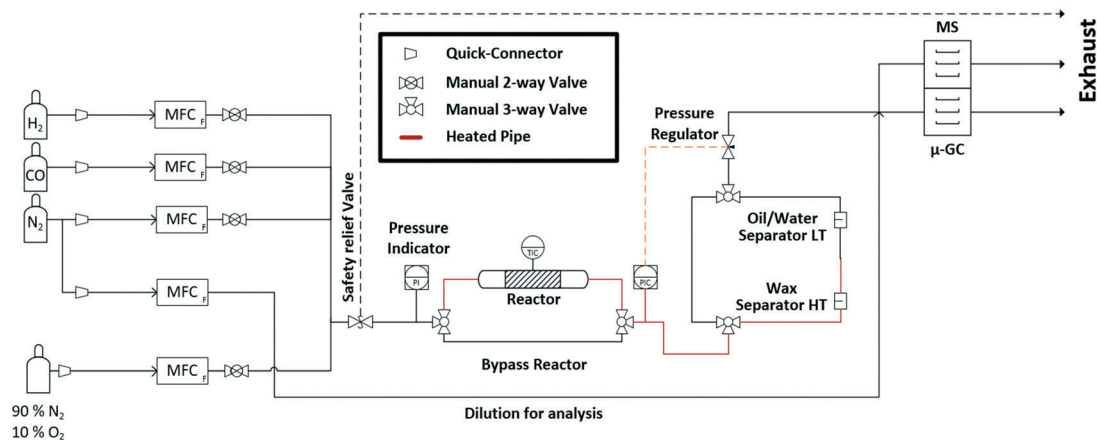 MS
Exhaust
Quick-Connector
Manual 2-way Valve
Manual 3-way Valve
Heated Pipe
H₂
MFC
F
Pressure
Regulator
μ-GC
CO
MFC
F
N₂
MFC
F
Safety relief Valve
Pressure
Indicator
PI
TIC
Reactor
PIC
Oil/Water
Separator LT
MFC
F
Wax
Separator HT
Bypass Reactor
MFC
F
90 % N₂
10 % O₂
Dilution for analysis